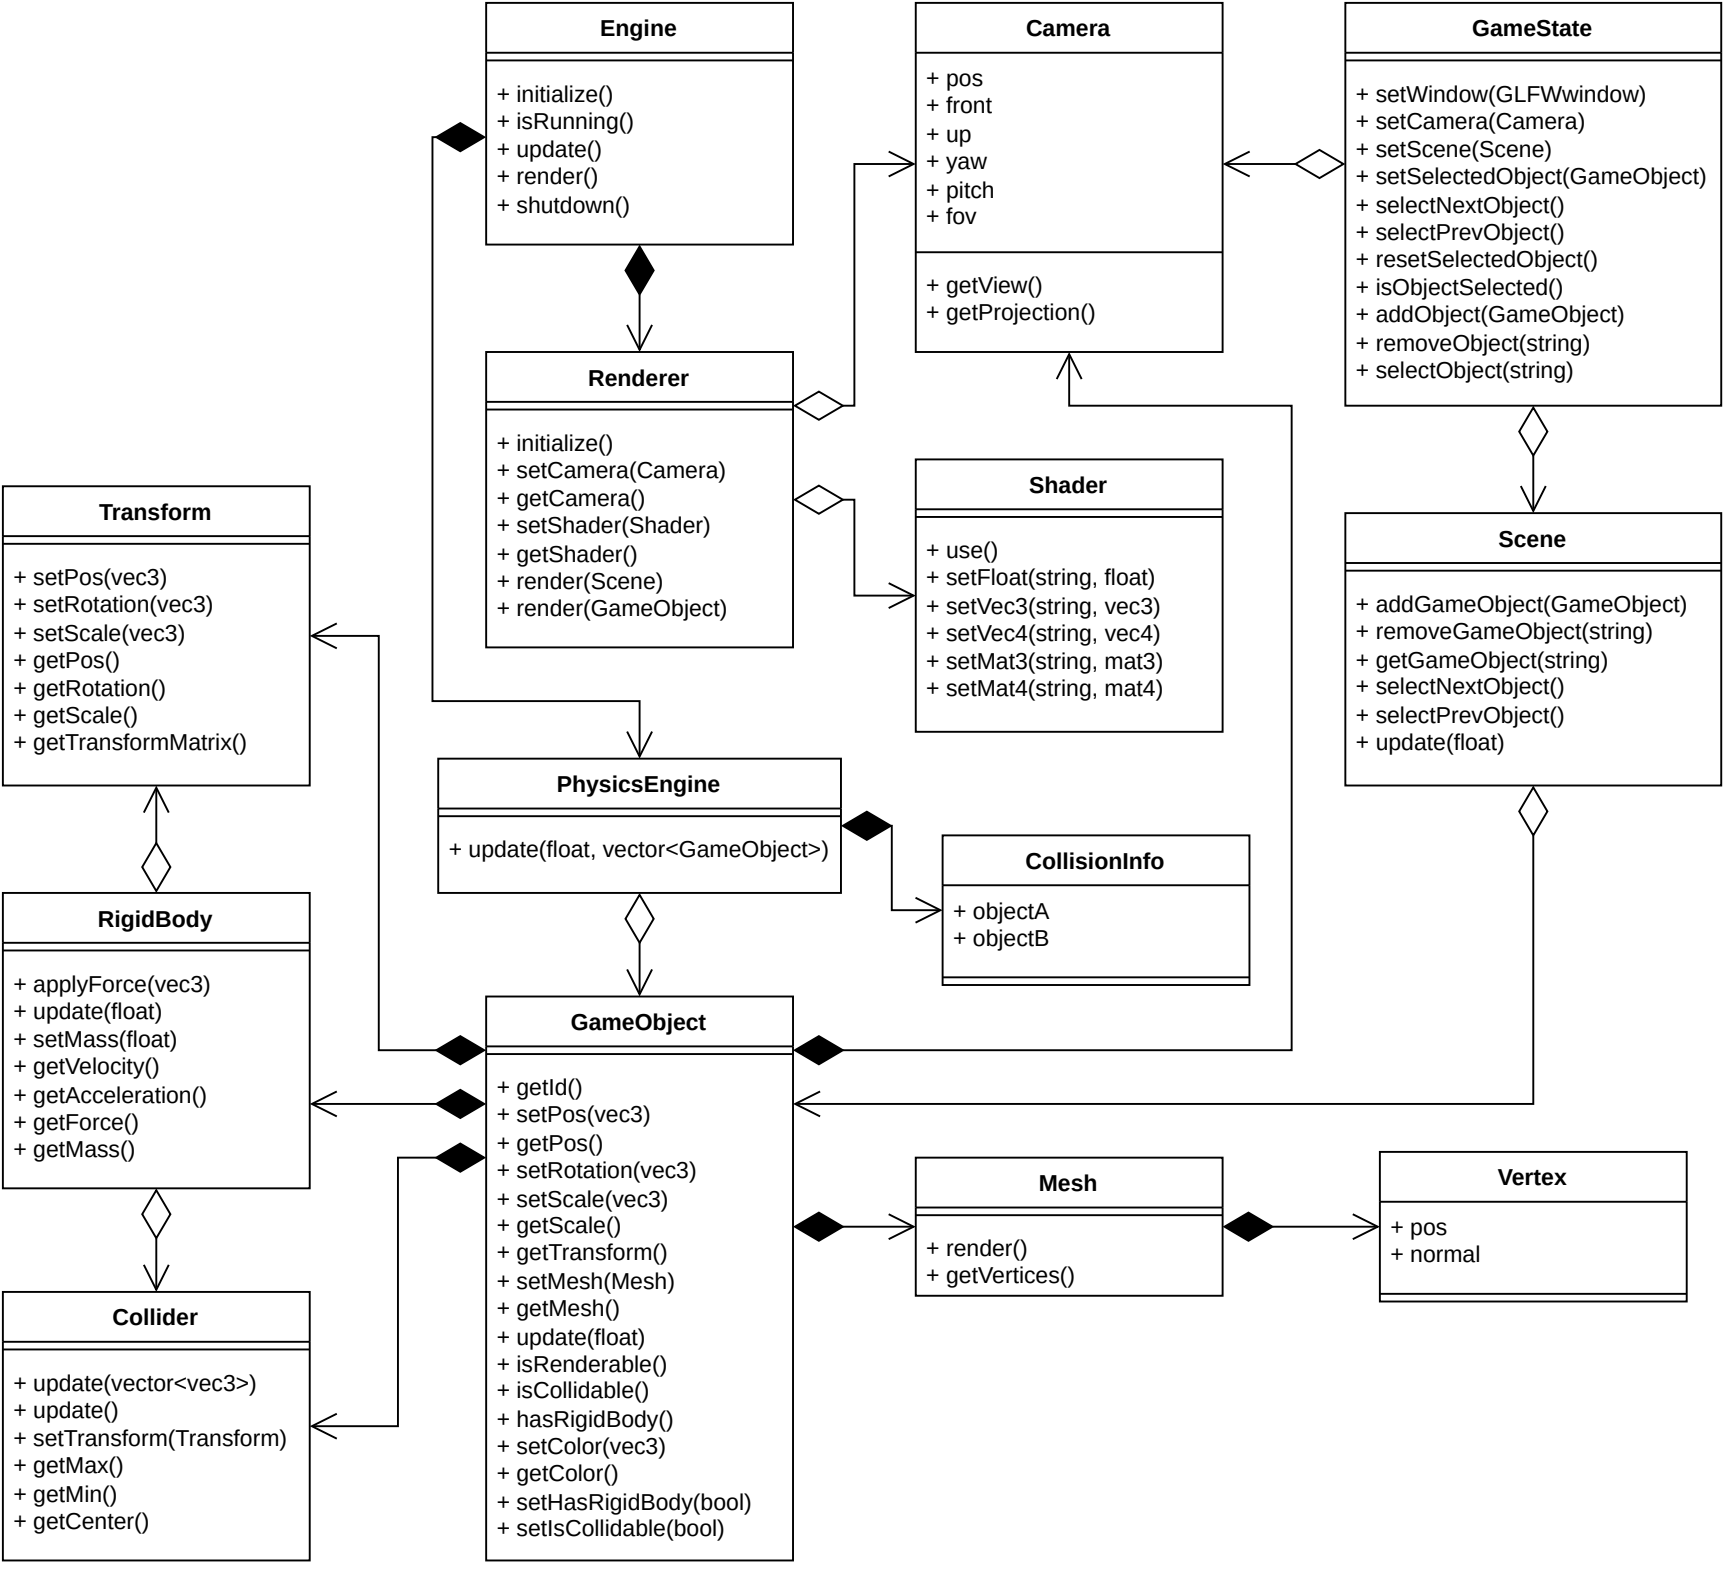 Engine
+ initialize()
+ isRunning()
+ update()
+ render()
+ shutdown()
Camera
+ pos
+ front
+ up
+ yaw
+ pitch
+ fov
+ getView()
+ getProjection()
GameState
+ setWindow(GLFWwindow)
+ setCamera(Camera)
+ setScene(Scene)
+ setSelectedObject(GameObject)
+ selectNextObject()
+ selectPrevObject()
+ resetSelectedObject()
+ isObjectSelected()
+ addObject(GameObject)
+ removeObject(string)
+ selectObject(string)
Renderer
+ initialize()
+ setCamera(Camera)
+ getCamera()
+ setShader(Shader)
+ getShader()
+ render(Scene)
+ render(GameObject)
Shader
+ use()
+ setFloat(string, float)
+ setVec3(string, vec3)
+ setVec4(string, vec4)
+ setMat3(string, mat3)
+ setMat4(string, mat4)
Transform
+ setPos(vec3)
+ setRotation(vec3)
+ setScale(vec3)
+ getPos()
+ getRotation()
+ getScale()
+ getTransformMatrix()
Scene
+ addGameObject(GameObject)
+ removeGameObject(string)
+ getGameObject(string)
+ selectNextObject()
+ selectPrevObject()
+ update(float)
PhysicsEngine
+ update(float, vector<GameObject>)
CollisionInfo
+ objectA
+ objectB
RigidBody
+ applyForce(vec3)
+ update(float)
+ setMass(float)
+ getVelocity()
+ getAcceleration()
+ getForce()
+ getMass()
GameObject
+ getId()
+ setPos(vec3)
+ getPos()
+ setRotation(vec3)
+ setScale(vec3)
+ getScale()
+ getTransform()
+ setMesh(Mesh)
+ getMesh()
+ update(float)
+ isRenderable()
+ isCollidable()
+ hasRigidBody()
+ setColor(vec3)
+ getColor()
+ setHasRigidBody(bool)
+ setIsCollidable(bool)
Mesh
+ render()
+ getVertices()
Vertex
+ pos
+ normal
Collider
+ update(vector<vec3>)
+ update()
+ setTransform(Transform)
+ getMax()
+ getMin()
+ getCenter()